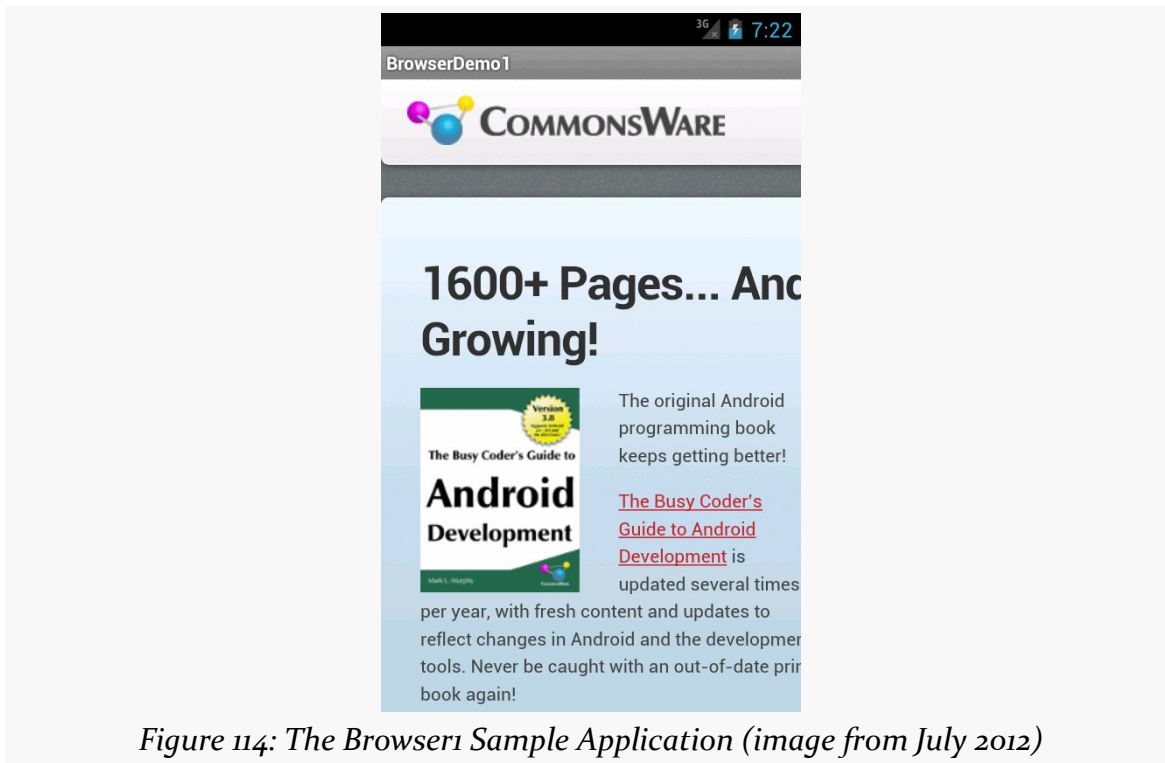 3G 7:22
BrowserDemo1
COMMONSWARE
1600+ Pages... And
Growing!
The original Android
programming book
keeps getting better!
Version
3.8
The Busy Coder's Guide to
Android
Development
Mark L. Murphy
CommonsWare
The Busy Coder's
Guide to Android
Development is
updated several times
per year, with fresh content and updates to
reflect changes in Android and the developmen
tools. Never be caught with an out-of-date prin
book again!
Figure 114: The Browser1 Sample Application (image from July 2012)